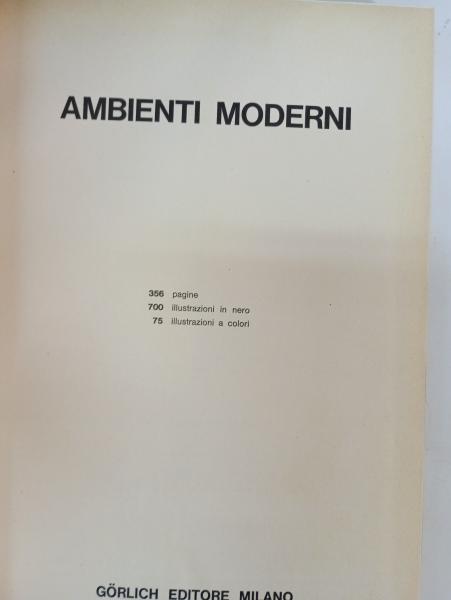 AMBIENTI MODERNI
356 pagine
700 illustrazioni in nero
75 illustrazioni a colori
GÖRLICH EDITORE MILANO